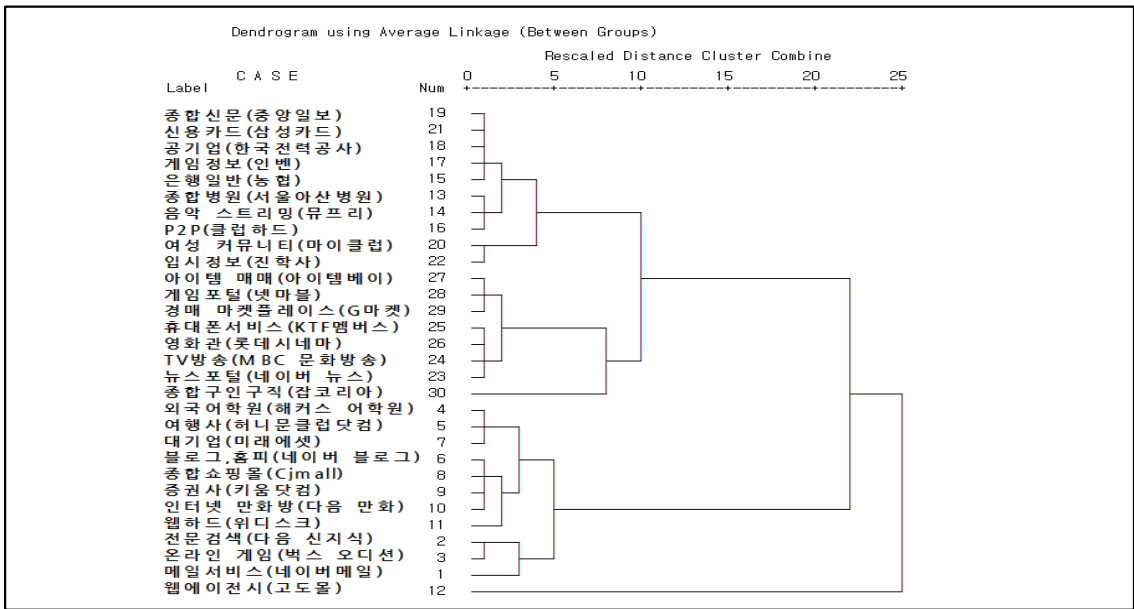 Dendrogram using Average Linkage (Between Groups)
Rescaled Distance Cluster Combine
C A S E 0 5 10 15 20 25
Label Num
종합신문(중앙일보) 19
신용카드(삼성카드) 21
공기업(한국전력공사) 18
게임정보(인벤) 17
은행일반(농협) 15
종합병원(서울아산병원) 13
음악 스트리밍(뮤프리) 14
P2P(클럽하드) 16
여성 커뮤니티(마이클럽) 20
입시정보(진학사) 22
아이템 매매(아이템베이) 27
게임포털(넷마블) 28
경매 마켓플레이스(G마켓) 29
휴대폰서비스(KTF멤버스) 25
영화관(롯데시네마) 26
TV방송(MBC 문화방송) 24
뉴스포털(네이버 뉴스) 23
종합구인구직(잡코리아) 30
외국어학원(해커스 어학원) 4
여행사(허니문클럽닷컴) 5
대기업(미래에셋) 7
블로그,홈피(네이버 블로그) 6
종합쇼핑몰(Cjmall) 8
증권사(키움닷컴) 9
인터넷 만화방(다음 만화) 10
웹하드(위디스크) 11
전문검색(다음 신지식) 2
온라인 게임(벅스 오디션) 3
메일서비스(네이버메일) 1
웹에이전시(고도몰) 12